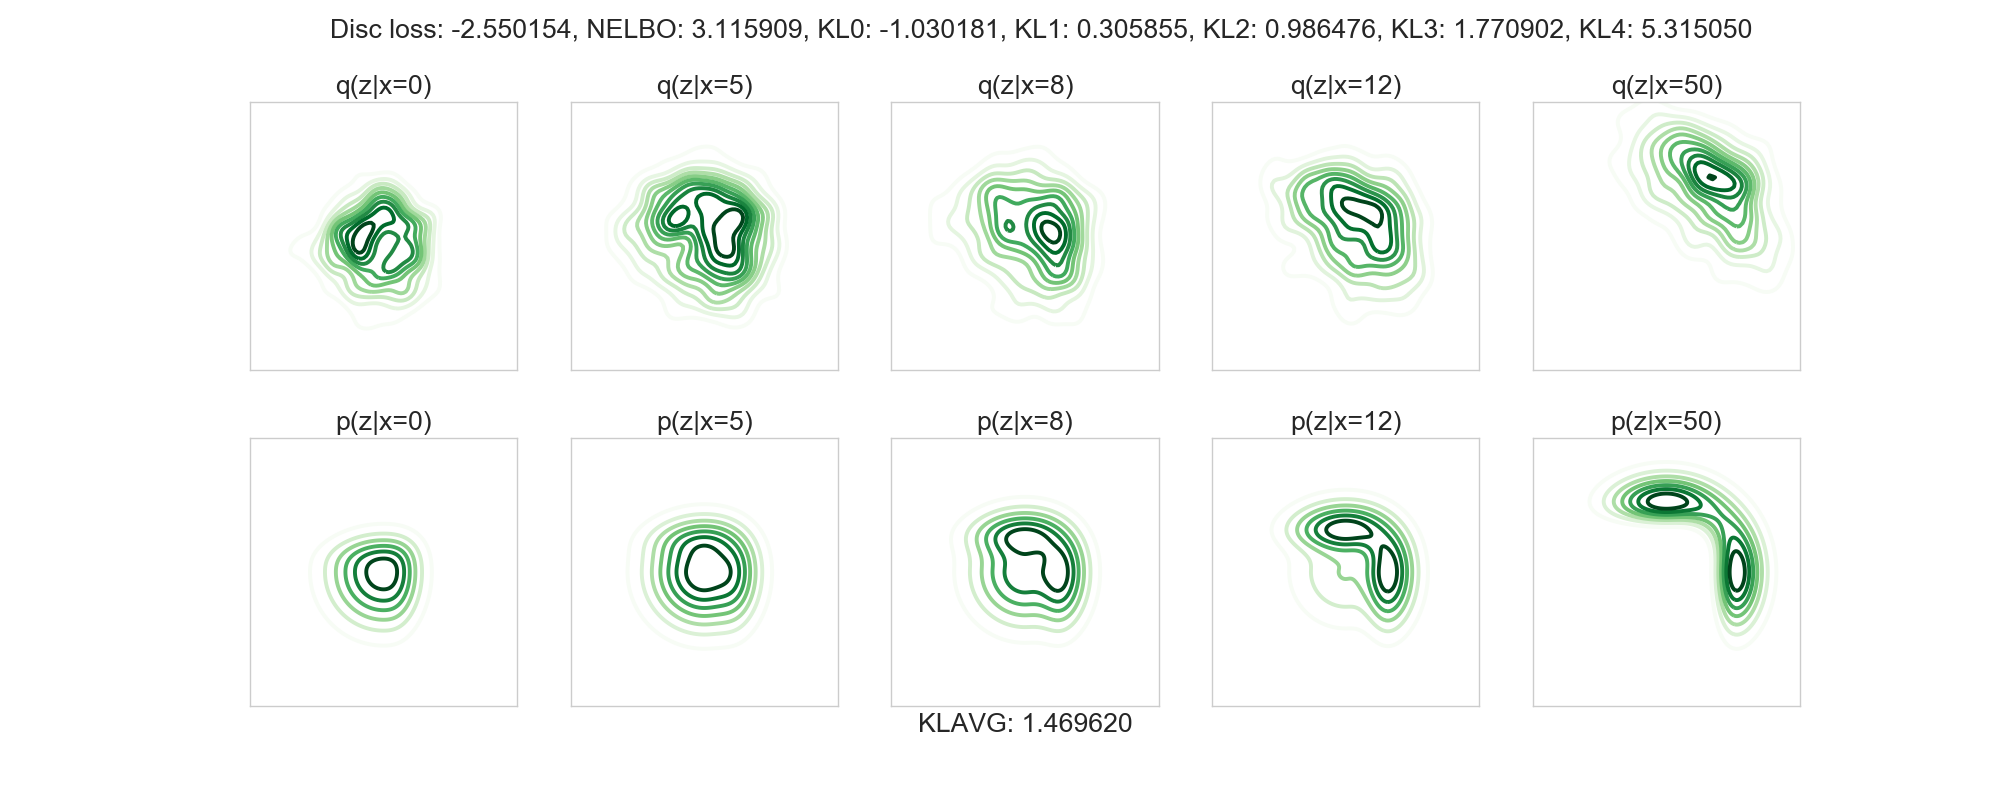 Disc loss: -2.550154, NELBO: 3.115909, KL0: -1.030181, KL1: 0.305855, KL2: 0.986476, KL3: 1.770902, KL4: 5.315050
q(z|x=0) q(z|x=5) q(z|x=8) q(z|x=12) q(z|x=50)
p(z|x=0) p(z|x=5) p(z|x=8) p(z|x=12) p(z|x=50)
KLAVG: 1.469620